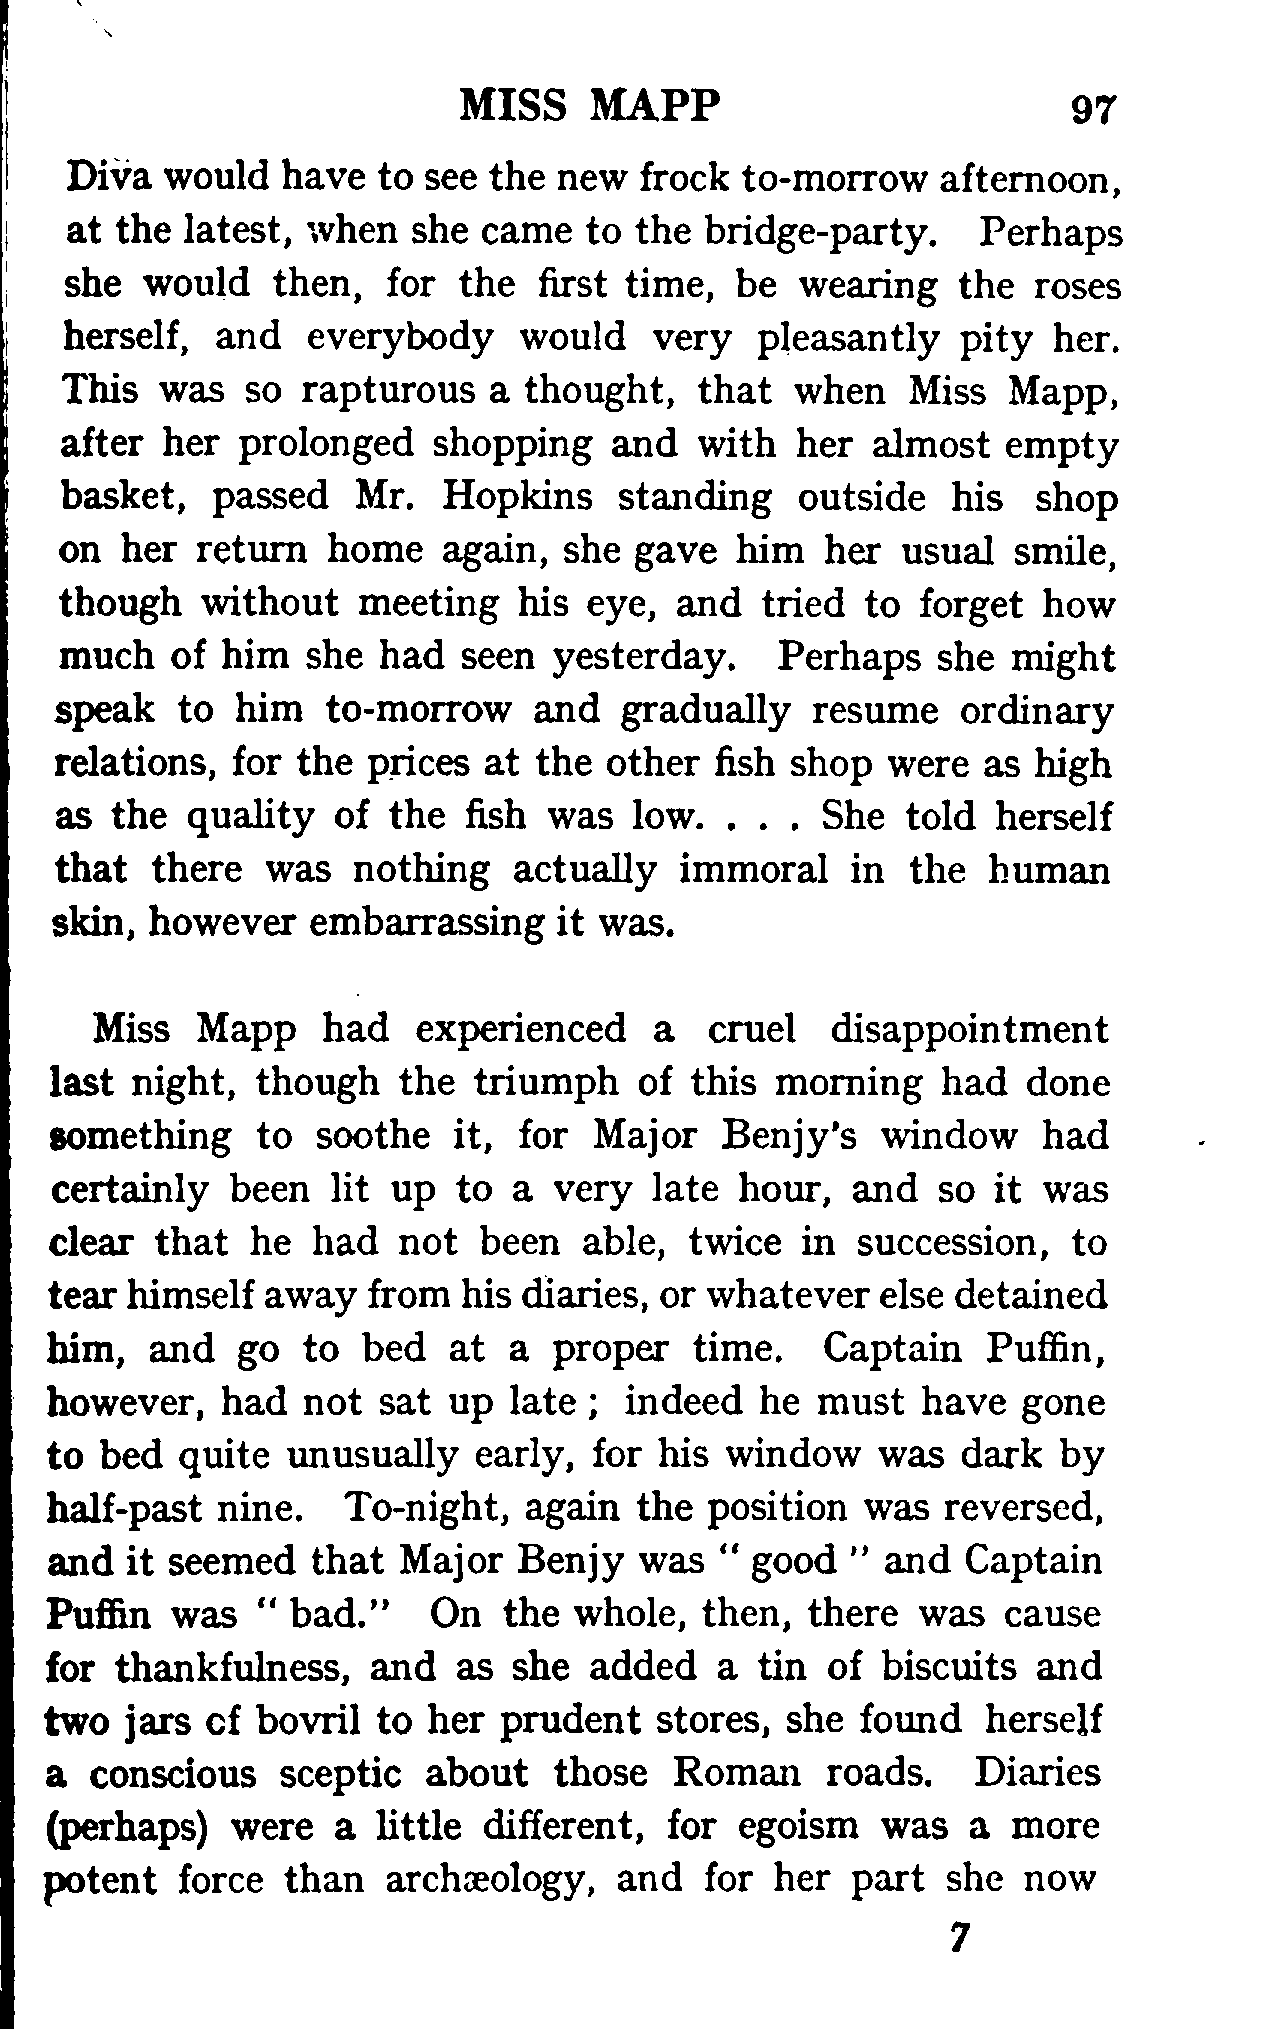 MISS MAPP 97
Diva would have to see the new frock to-morrow afternoon,
at the latest, when she came to the bridge-party. Perhaps
she would then, for the first time, be wearing the roses
herself, and everybody would very pleasantly pity her.
This was so rapturous a thought, that when Miss Mapp,
after her prolonged shopping and with her almost empty
basket, passed Mr. Hopkins standing outside his shop
on her return home again, she gave him her usual smile,
though without meeting his eye, and tried to forget how
much of him she had seen yesterday. Perhaps she might
speak to him to-morrow and gradually resume ordinary
relations, for the prices at the other fish shop were as high
as the quality of the fish was low. . . . She told herself
that there was nothing actually immoral in the human
skin, however embarrassing it was.
Miss Mapp had experienced a cruel disappointment
last night, though the triumph of this morning had done
something to soothe it, for Major Benjy's window had
certainly been lit up to a very late hour, and so it was
clear that he had not been able, twice in succession, to
tear himself away from his diaries, or whatever else detained
him, and go to bed at a proper time. Captain Puffin,
however, had not sat up late ; indeed he must have gone
to bed quite unusually early, for his window was dark by
half-past nine. To-night, again the position was reversed,
and it seemed that Major Benjy was " good " and Captain
Puffin was " bad." On the whole, then, there was cause
for thankfulness, and as she added a tin of biscuits and
two jars of bovril to her prudent stores, she found herself
a conscious sceptic about those Roman roads. Diaries
(perhaps) were a little different, for egoism was a more
potent force than archæology, and for her part she now
7